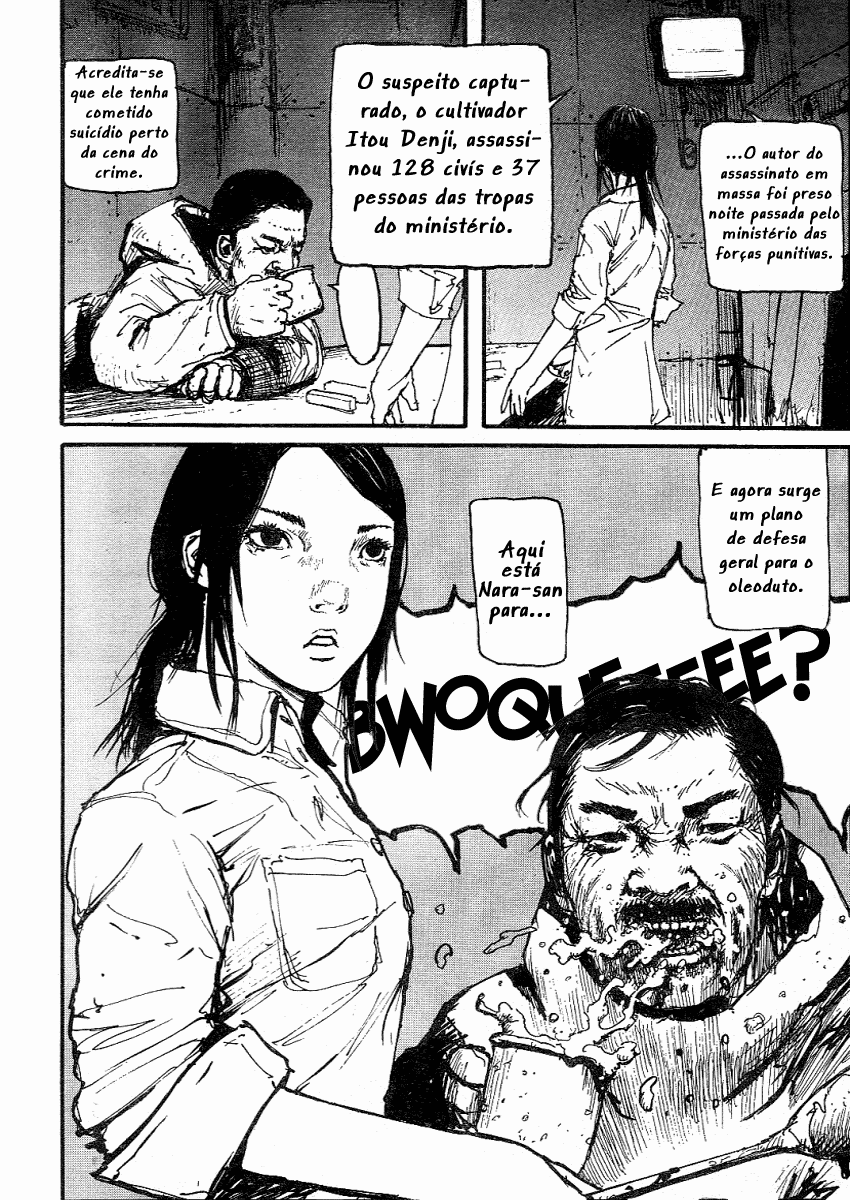 ...O autor do
assassinato em
massa foi preso
noite passada pelo
ministério das
forças punitivas.
O suspeito captu-
rado, o cultivador
Itou Denji, assassi-
nou 128 civís e 37
pessoas das tropas
do ministério.
Acredita-se
que ele tenha
cometido
suicídio perto
da cena do
crime.
E agora surge
um plano
de defesa
geral para o
oleoduto.
Aqui
está
Nara-san
para...
BWOQUEEEEEE?